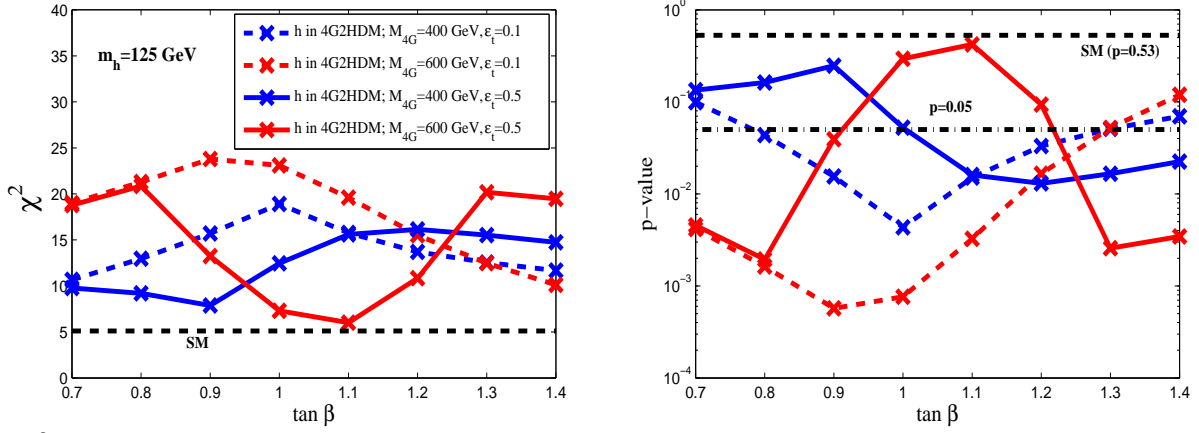 40
35
30
25
20
15
10
5
0
χ²
m_h=125 GeV
h in 4G2HDM; M_4G=400 GeV,ε_t=0.1
h in 4G2HDM; M_4G=600 GeV,ε_t=0.1
h in 4G2HDM; M_4G=400 GeV,ε_t=0.5
h in 4G2HDM; M_4G=600 GeV,ε_t=0.5
SM
0.7 0.8 0.9 1 1.1 1.2 1.3 1.4
tan β
10⁰
10⁻¹
10⁻²
10⁻³
10⁻⁴
p−value
SM (p=0.53)
p=0.05
0.7 0.8 0.9 1 1.1 1.2 1.3 1.4
tan β